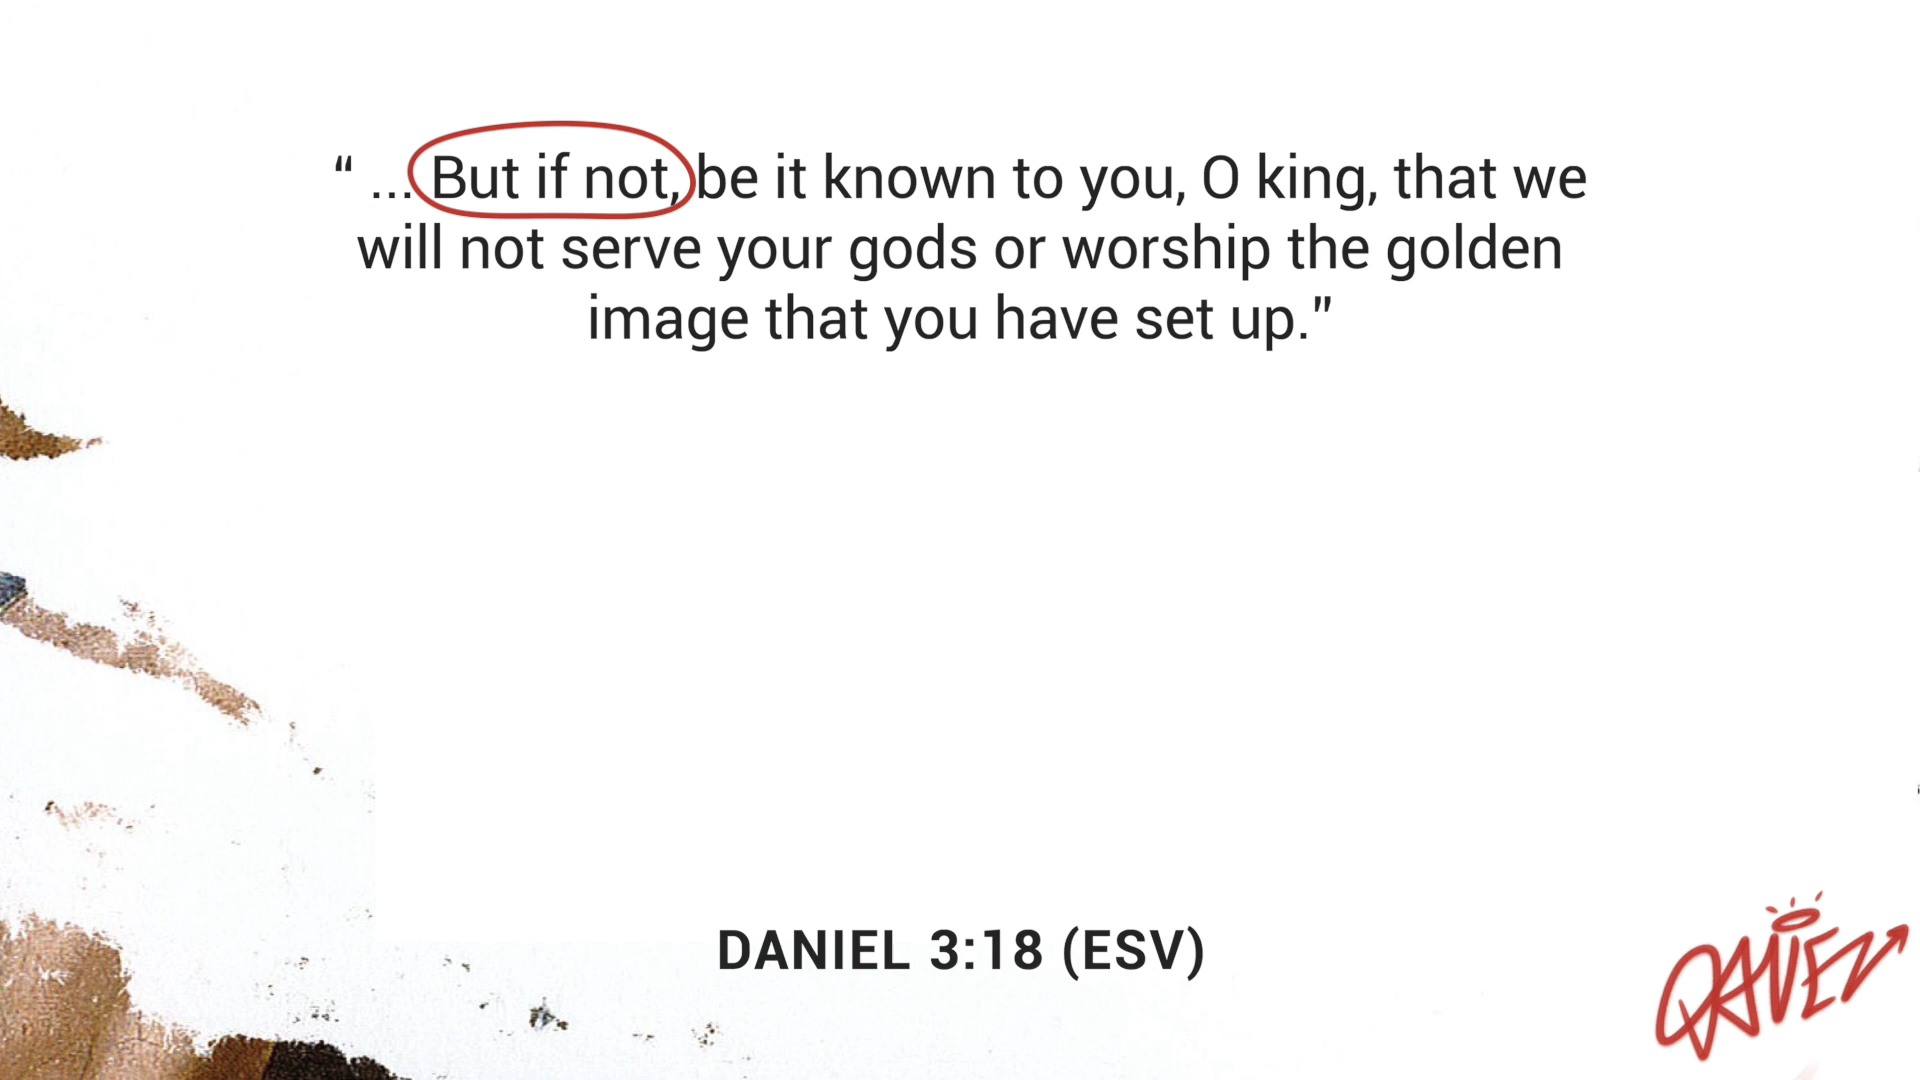 “ ... But if not, be it known to you, O king, that we
will not serve your gods or worship the golden
image that you have set up.”
DANIEL 3:18 (ESV)